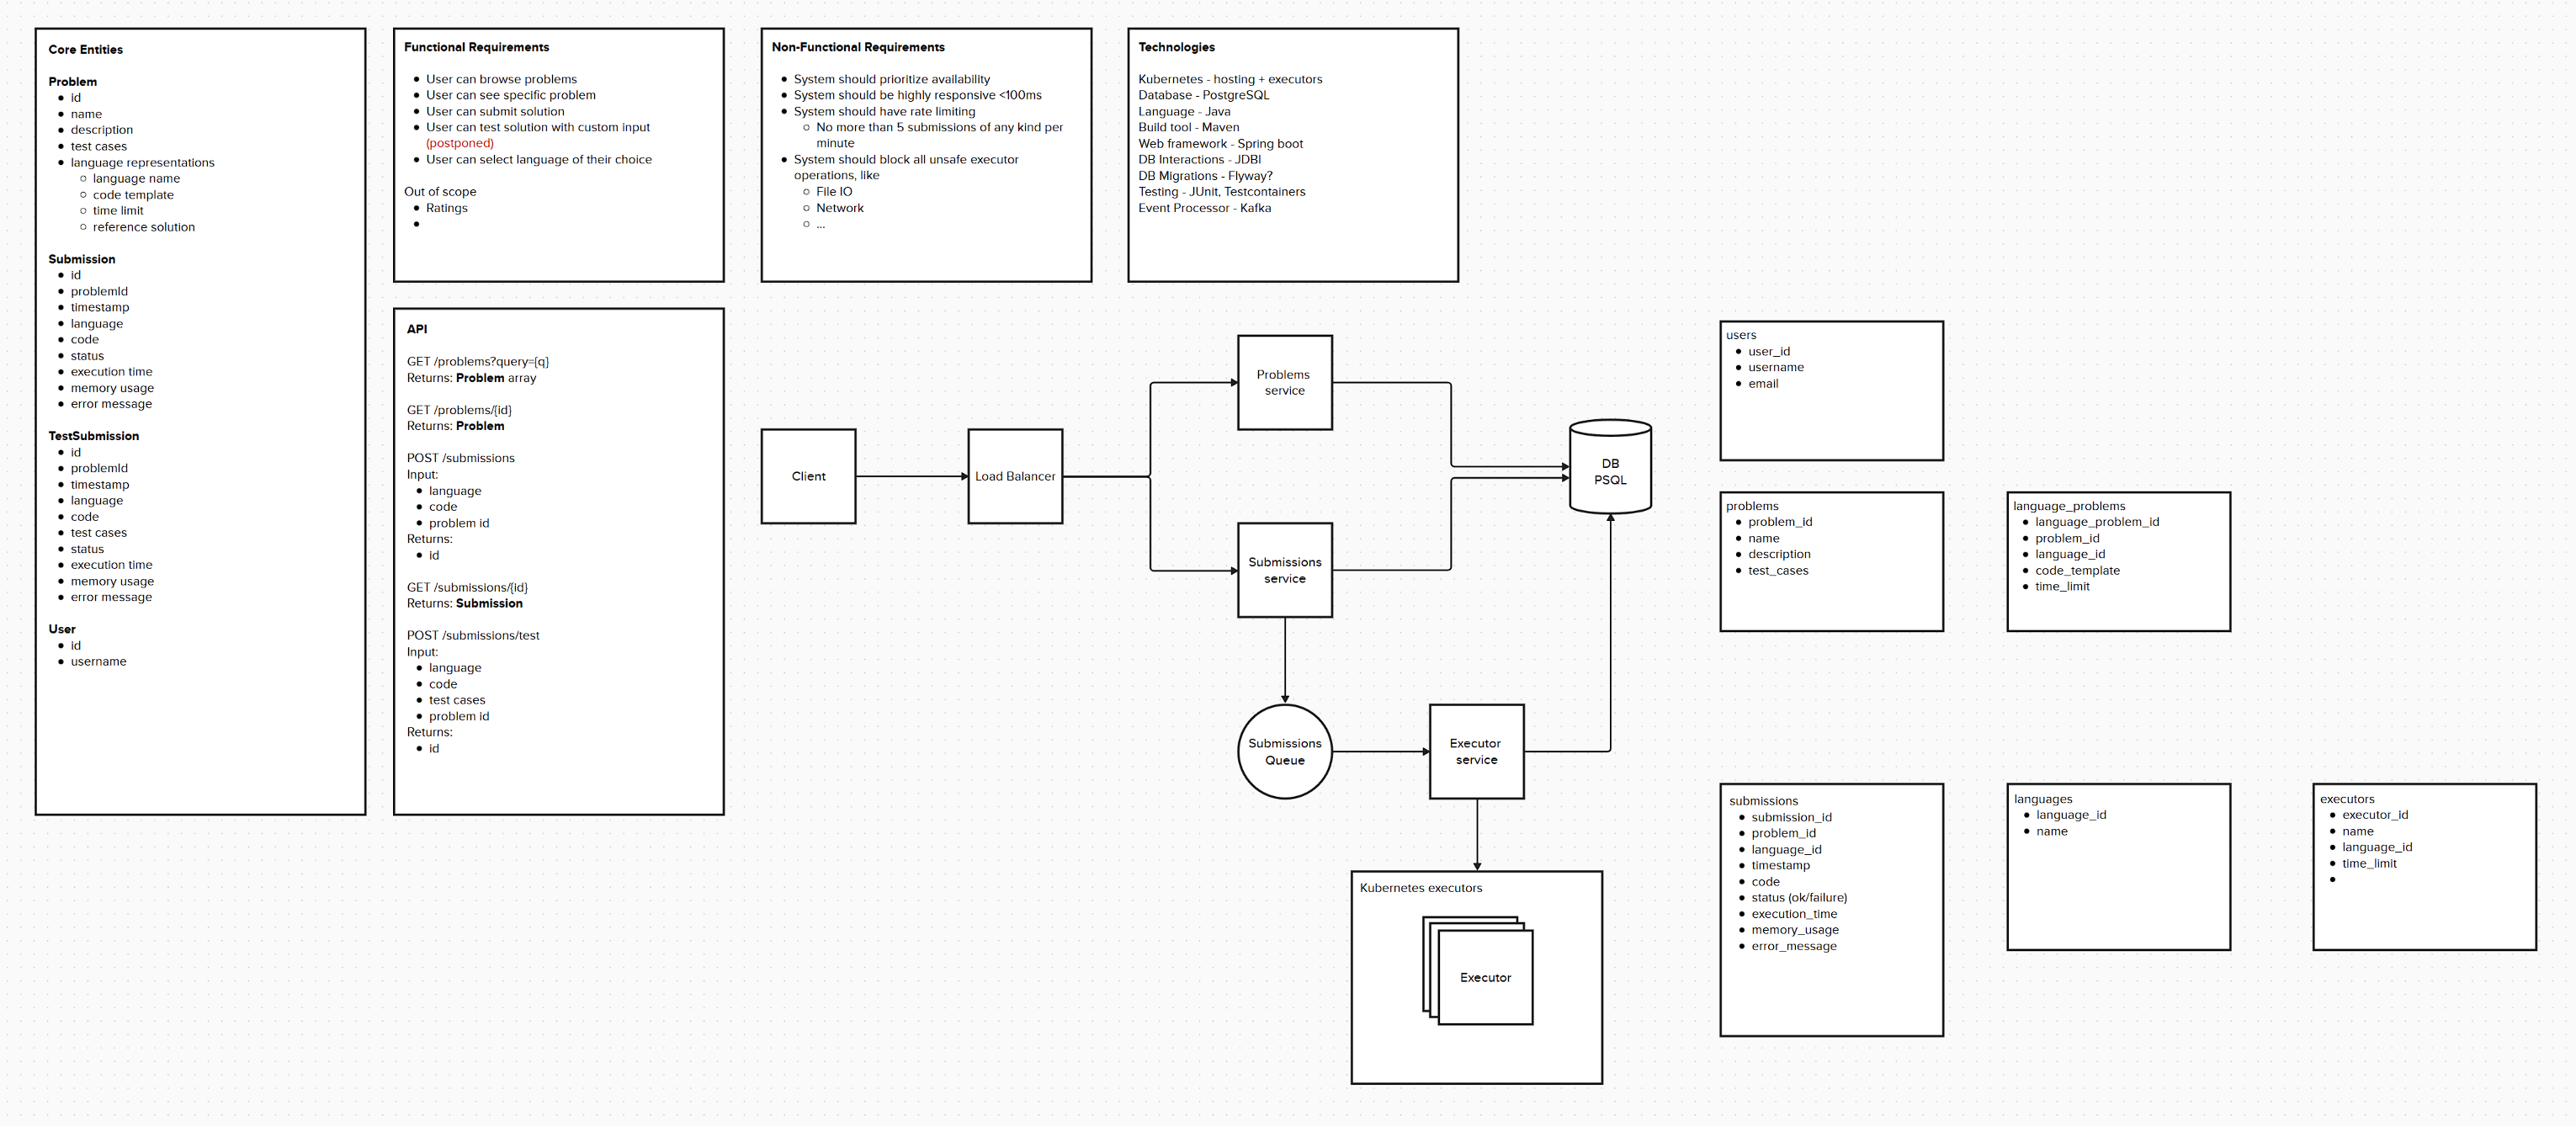 Core Entities
Problem
id
name
description
test cases
language representations
language name
code template
time limit
reference solution
Submission
id
problemId
timestamp
language
code
status
execution time
memory usage
error message
TestSubmission
id
problemId
timestamp
language
code
test cases
status
execution time
memory usage
error message
User
id
username
Functional Requirements
User can browse problems
User can see specific problem
User can submit solution
User can test solution with custom input
(postponed)
User can select language of their choice
Out of scope
Ratings
Non-Functional Requirements
System should prioritize availability
System should be highly responsive <100ms
System should have rate limiting
No more than 5 submissions of any kind per
minute
System should block all unsafe executor
operations, like
File IO
Network
...
Technologies
Kubernetes - hosting + executors
Database - PostgreSQL
Language - Java
Build tool - Maven
Web framework - Spring boot
DB Interactions - JDBI
DB Migrations - Flyway?
Testing - JUnit, Testcontainers
Event Processor - Kafka
API
GET /problems?query={q}
Returns: Problem array
GET /problems/{id}
Returns: Problem
POST /submissions
Input:
language
code
problem id
Returns:
id
GET /submissions/{id}
Returns: Submission
POST /submissions/test
Input:
language
code
test cases
problem id
Returns:
id
Client
Load Balancer
Problems
service
Submissions
service
DB
PSQL
Submissions
Queue
Executor
service
Kubernetes executors
Executor
users
user_id
username
email
problems
problem_id
name
description
test_cases
language_problems
language_problem_id
problem_id
language_id
code_template
time_limit
submissions
submission_id
problem_id
language_id
timestamp
code
status (ok/failure)
execution_time
memory_usage
error_message
languages
language_id
name
executors
executor_id
name
language_id
time_limit